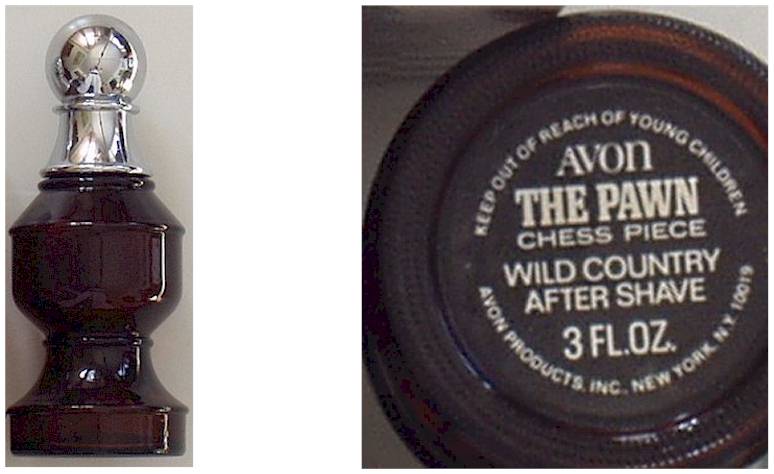 KEEP OUT OF REACH OF YOUNG CHILDREN
AVON
THE PAWN
CHESS PIECE
WILD COUNTRY
AFTER SHAVE
3 FL.OZ.
AVON PRODUCTS, INC., NEW YORK, N.Y. 10019